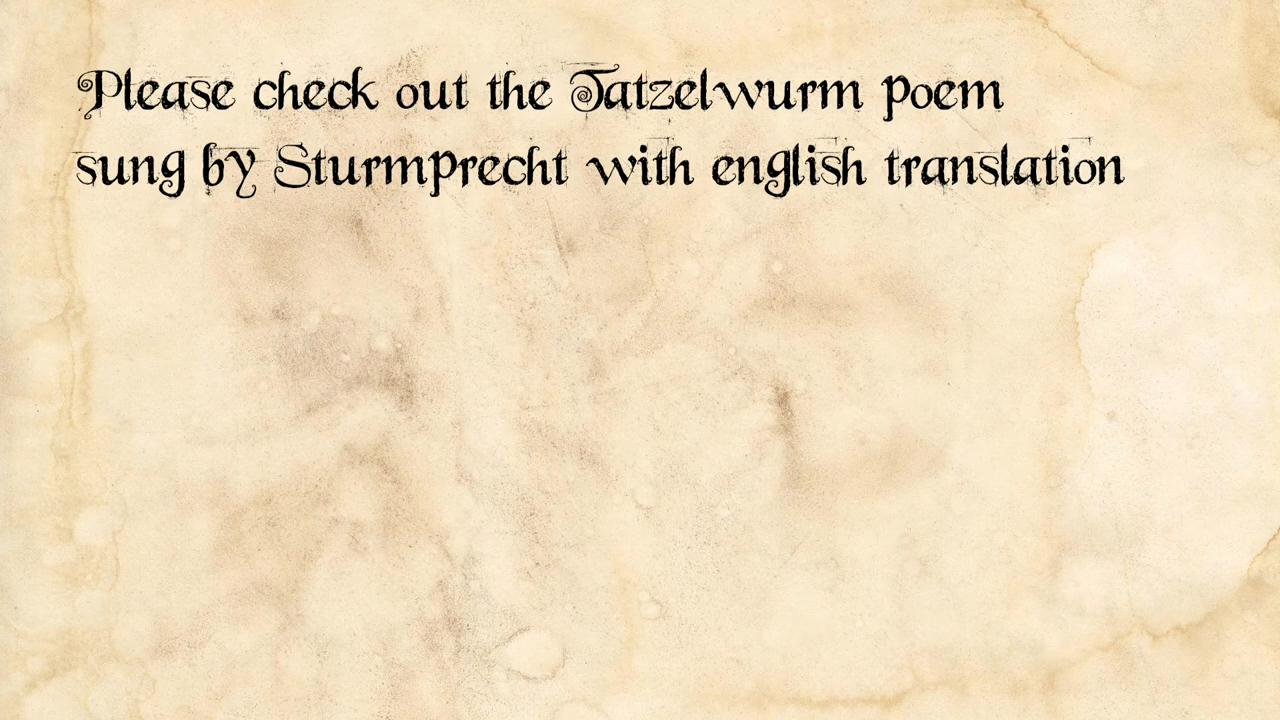 Please check out the Tatzelwurm poem
sung by Sturmprecht with english translation